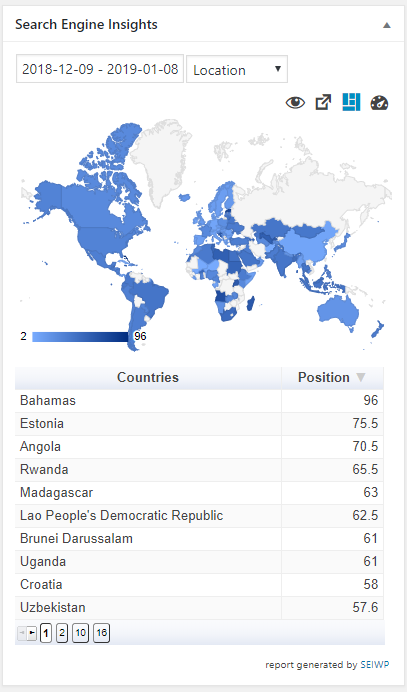 Search Engine Insights
2018-12-09 - 2019-01-08 Location
2 96
Countries Position
Bahamas 96
Estonia 75.5
Angola 70.5
Rwanda 65.5
Madagascar 63
Lao People's Democratic Republic 62.5
Brunei Darussalam 61
Uganda 61
Croatia 58
Uzbekistan 57.6
1 2 10 16
report generated by SEIWP